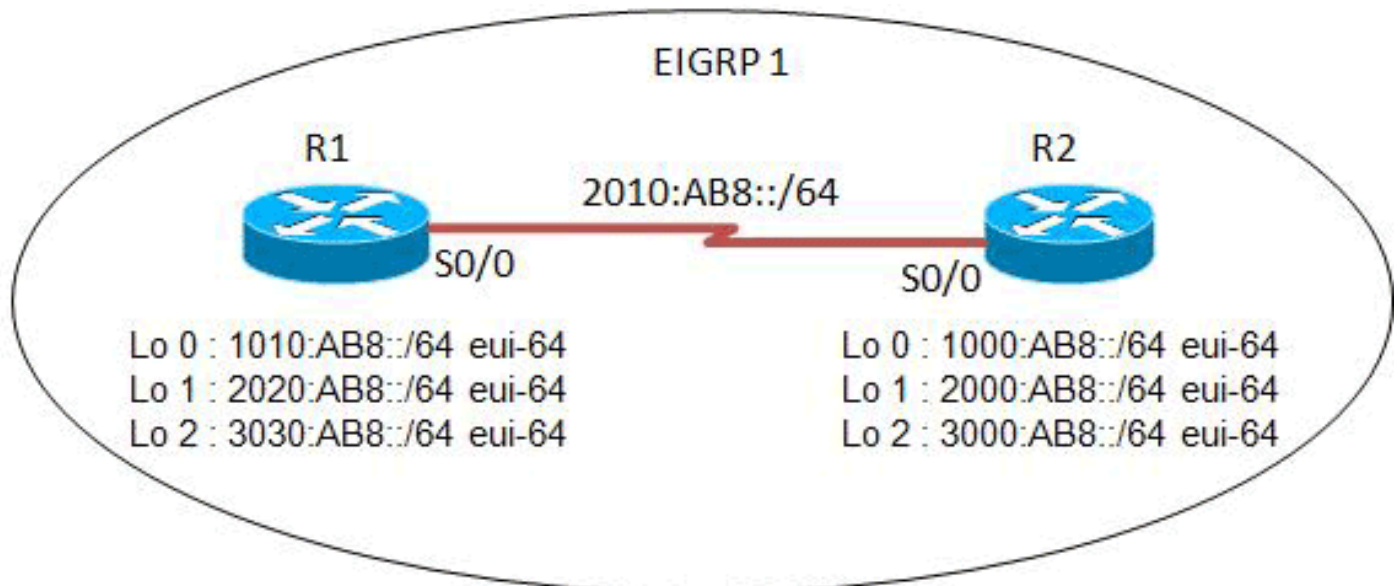 EIGRP 1
R1
R2
2010:AB8::/64
S0/0
S0/0
Lo 0 : 1010:AB8::/64 eui-64
Lo 1 : 2020:AB8::/64 eui-64
Lo 2 : 3030:AB8::/64 eui-64
Lo 0 : 1000:AB8::/64 eui-64
Lo 1 : 2000:AB8::/64 eui-64
Lo 2 : 3000:AB8::/64 eui-64